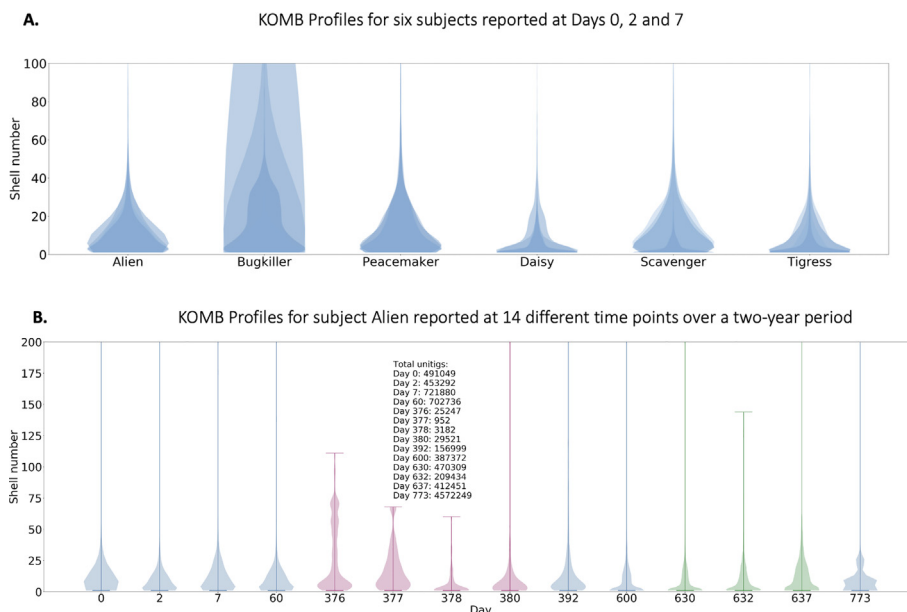 A.
KOMB Profiles for six subjects reported at Days 0, 2 and 7
100
80
60
40
20
0
Shell number
Alien Bugkiller Peacemaker Daisy Scavenger Tigress
B.
KOMB Profiles for subject Alien reported at 14 different time points over a two-year period
200
175
150
125
100
75
50
25
0
Shell number
Total unitigs:
Day 0: 491049
Day 2: 453292
Day 7: 721880
Day 60: 702736
Day 376: 25247
Day 377: 952
Day 378: 3182
Day 380: 29521
Day 392: 156999
Day 600: 387372
Day 630: 470309
Day 632: 209434
Day 637: 412451
Day 773: 4572249
0 2 7 60 376 377 378 380 392 600 630 632 637 773
Day